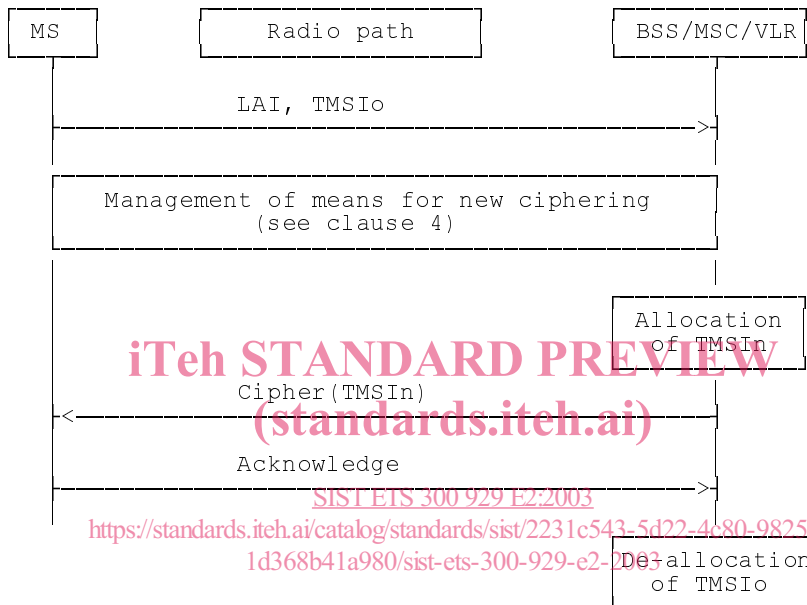 MS
Radio path
BSS/MSC/VLR
LAI, TMSIo
Management of means for new ciphering
(see clause 4)
Allocation
of TMSIn
iTeh STANDARD PREVIEW
Cipher(TMSIn)
(standards.iteh.ai)
Acknowledge
SIST ETS 300 929 E2:2003
https://standards.iteh.ai/catalog/standards/sist/2231c543-5d22-4c80-9825
1d368b41a980/sist-ets-300-929-e2-2003
De-allocation
of TMSIo